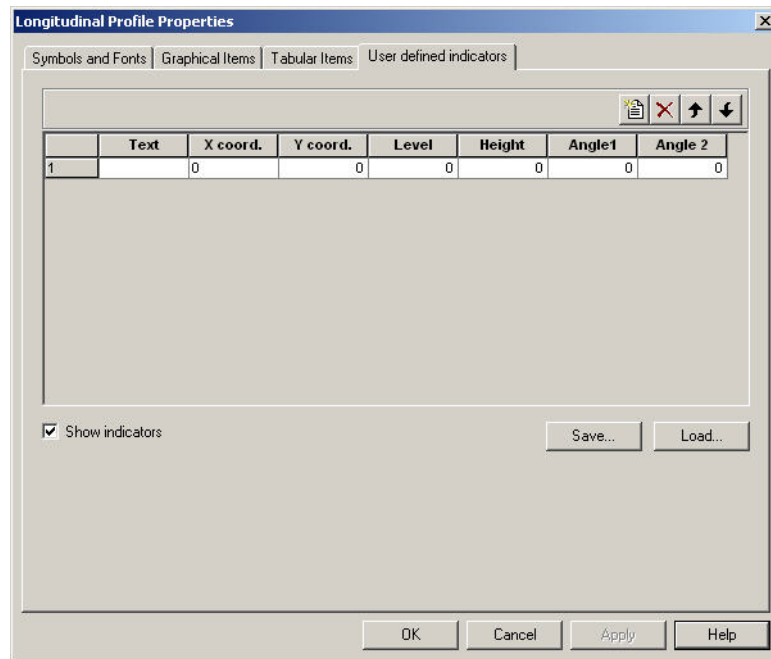 Longitudinal Profile Properties
Symbols and Fonts Graphical Items Tabular Items User defined indicators
Text X coord. Y coord. Level Height Angle1 Angle 2
1 0 0 0 0 0 0
Show indicators Save... Load...
OK Cancel Apply Help